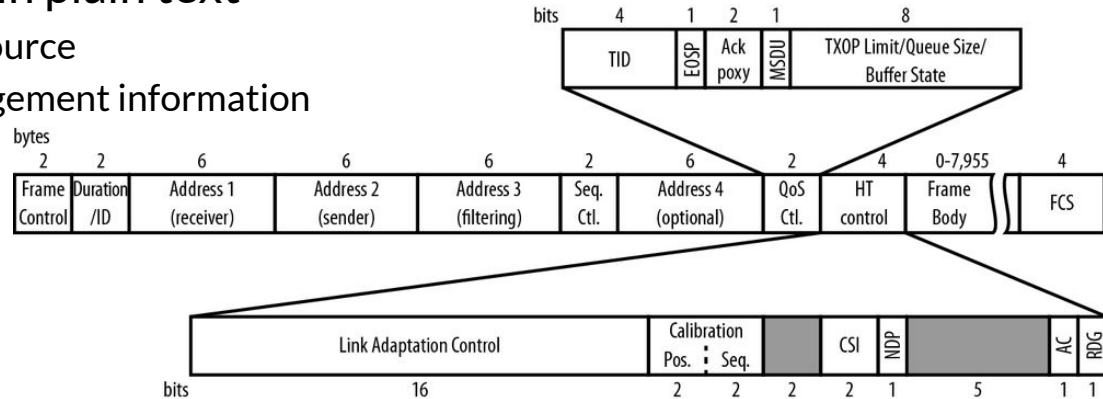 in plain text
bits 4 1 2 1 8
TID EOSP Ack poxy MSDU TXOP Limit/Queue Size/ Buffer State
gement information
bytes
2 2 6 6 6 2 6 2 4 0-7,955 4
Frame Control Duration /ID Address 1 (receiver) Address 2 (sender) Address 3 (filtering) Seq. Ctl. Address 4 (optional) QoS Ctl. HT control Frame Body FCS
Link Adaptation Control Calibration Pos. Seq. CSI NDP AC RDG
bits 16 2 2 2 2 1 5 1 1